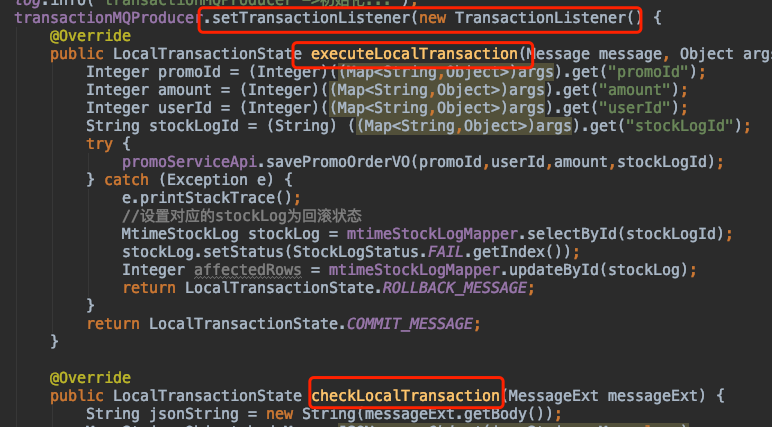 log.info("transactionMQProducer ->初始化...");
transactionMQProducer.setTransactionListener(new TransactionListener() {
@Override
public LocalTransactionState executeLocalTransaction(Message message, Object args
Integer promoId = (Integer)((Map<String,Object>)args).get("promoId");
Integer amount = (Integer)((Map<String,Object>)args).get("amount");
Integer userId = (Integer)((Map<String,Object>)args).get("userId");
String stockLogId = (String) ((Map<String,Object>)args).get("stockLogId");
try {
promoServiceApi.savePromoOrderVO(promoId,userId,amount,stockLogId);
} catch (Exception e) {
e.printStackTrace();
//设置对应的stockLog为回滚状态
MtimeStockLog stockLog = mtimeStockLogMapper.selectById(stockLogId);
stockLog.setStatus(StockLogStatus.FAIL.getIndex());
Integer affectedRows = mtimeStockLogMapper.updateById(stockLog);
return LocalTransactionState.ROLLBACK_MESSAGE;
}
return LocalTransactionState.COMMIT_MESSAGE;
}
@Override
public LocalTransactionState checkLocalTransaction(MessageExt messageExt) {
String jsonString = new String(messageExt.getBody());